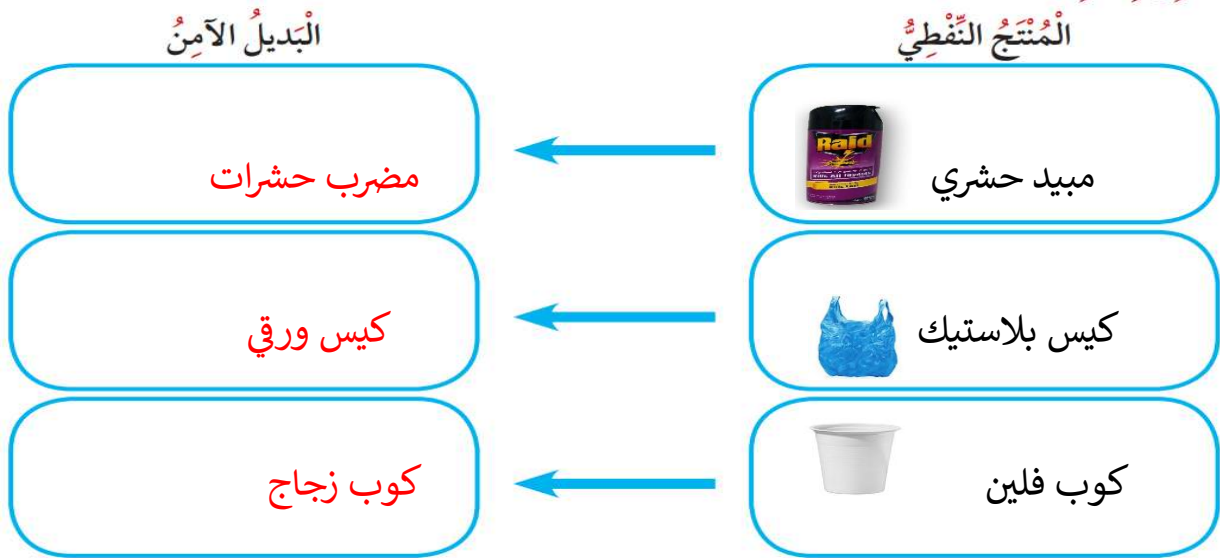 الْمُنْتَجُ النِّفْطِيُّ
الْبَديلُ الآمِنُ
Raid
مبيد حشري
مضرب حشرات
كيس بلاستيك
كيس ورقي
كوب فلين
كوب زجاج